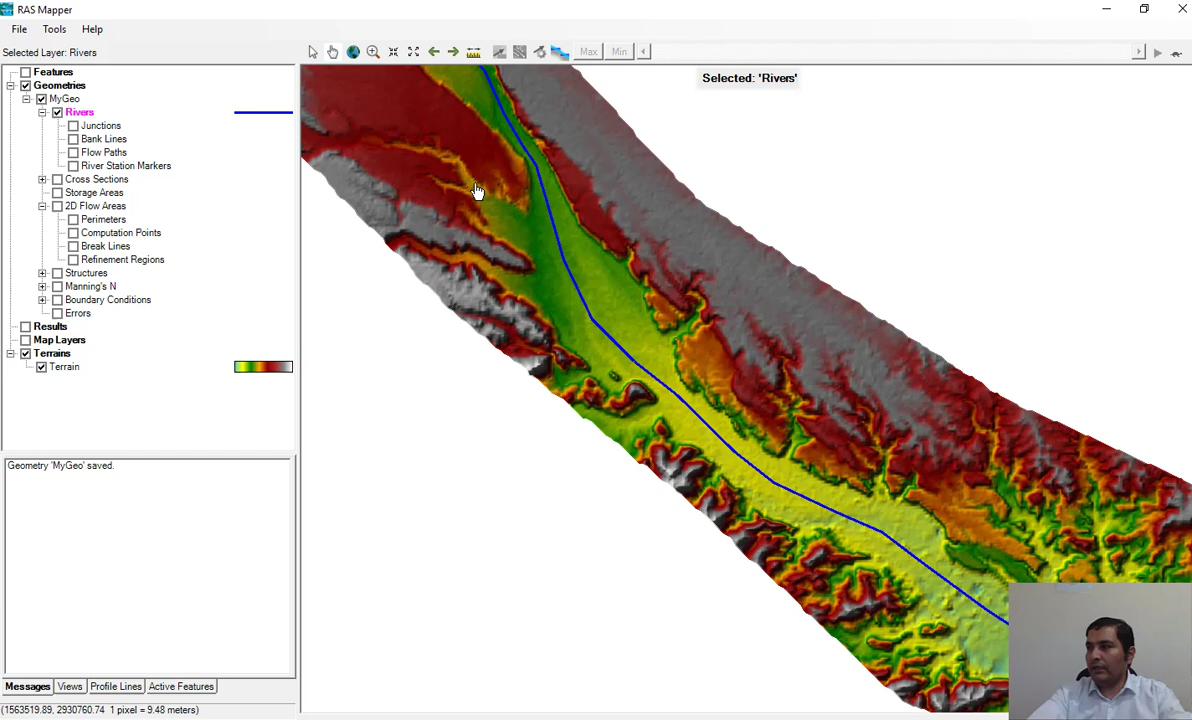 RAS Mapper
File Tools Help
Selected Layer: Rivers
Max Min
Features
Geometries
MyGeo
Rivers
Junctions
Bank Lines
Flow Paths
River Station Markers
Cross Sections
Storage Areas
2D Flow Areas
Perimeters
Computation Points
Break Lines
Refinement Regions
Structures
Manning's N
Boundary Conditions
Errors
Results
Map Layers
Terrains
Terrain
Selected: 'Rivers'
Geometry 'MyGeo' saved.
Messages Views Profile Lines Active Features
(1563519.89, 2930760.74 1 pixel = 9.48 meters)